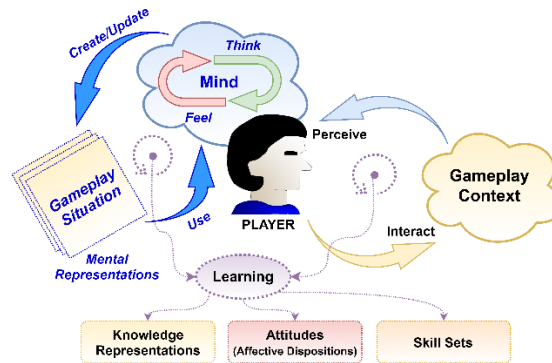 Create/Update
Think
Mind
Feel
Perceive
Gameplay
Situation
Gameplay
Context
Use
PLAYER
Interact
Mental
Representations
Learning
Knowledge
Representations
Attitudes
(Affective Dispositions)
Skill Sets